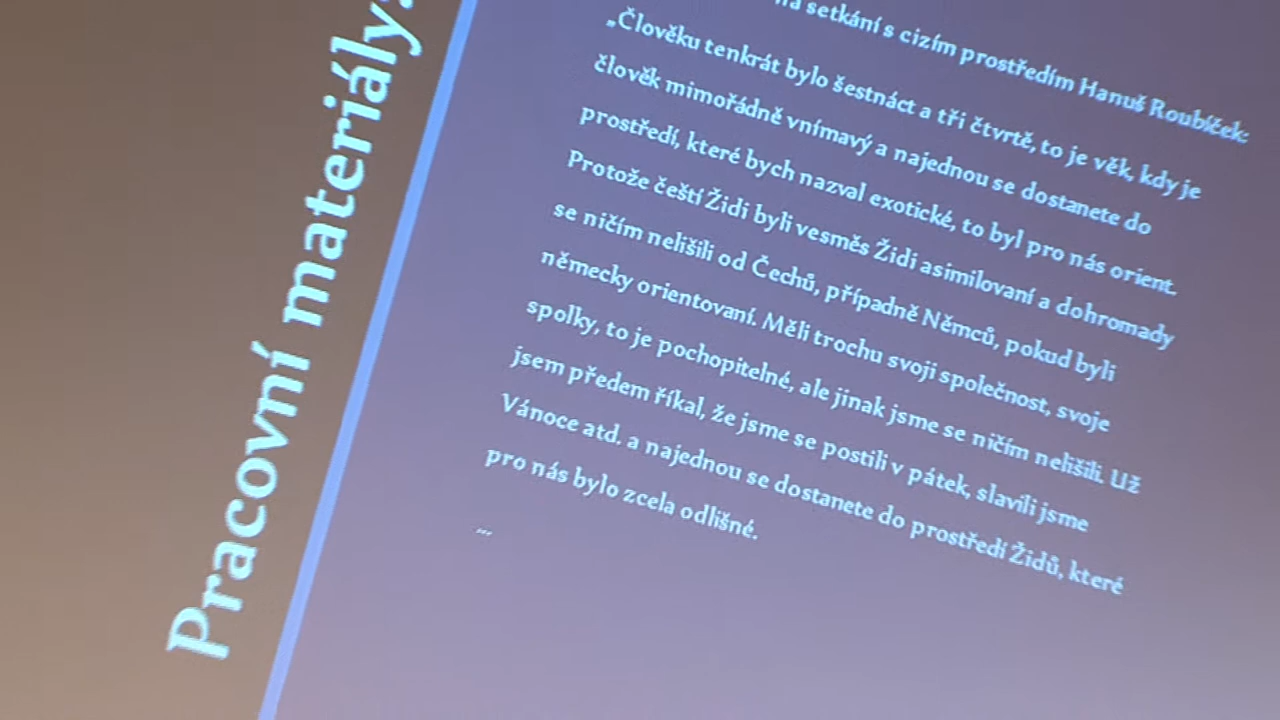 Pracovní materiály:
na setkání s cizím prostředím Hanuš Roubíček:
„Člověku tenkrát bylo šestnáct a tři čtvrtě, to je věk, kdy je
člověk mimořádně vnímavý a najednou se dostanete do
prostředí, které bych nazval exotické, to byl pro nás orient.
Protože čeští Židi byli vesměs Židi asimilovaní a dohromady
se ničím nelišili od Čechů, případně Němců, pokud byli
německy orientovaní. Měli trochu svoji společnost, svoje
spolky, to je pochopitelné, ale jinak jsme se ničím nelišili. Už
jsem předem říkal, že jsme se postili v pátek, slavili jsme
Vánoce atd. a najednou se dostanete do prostředí Židů, které
pro nás bylo zcela odlišné.
...